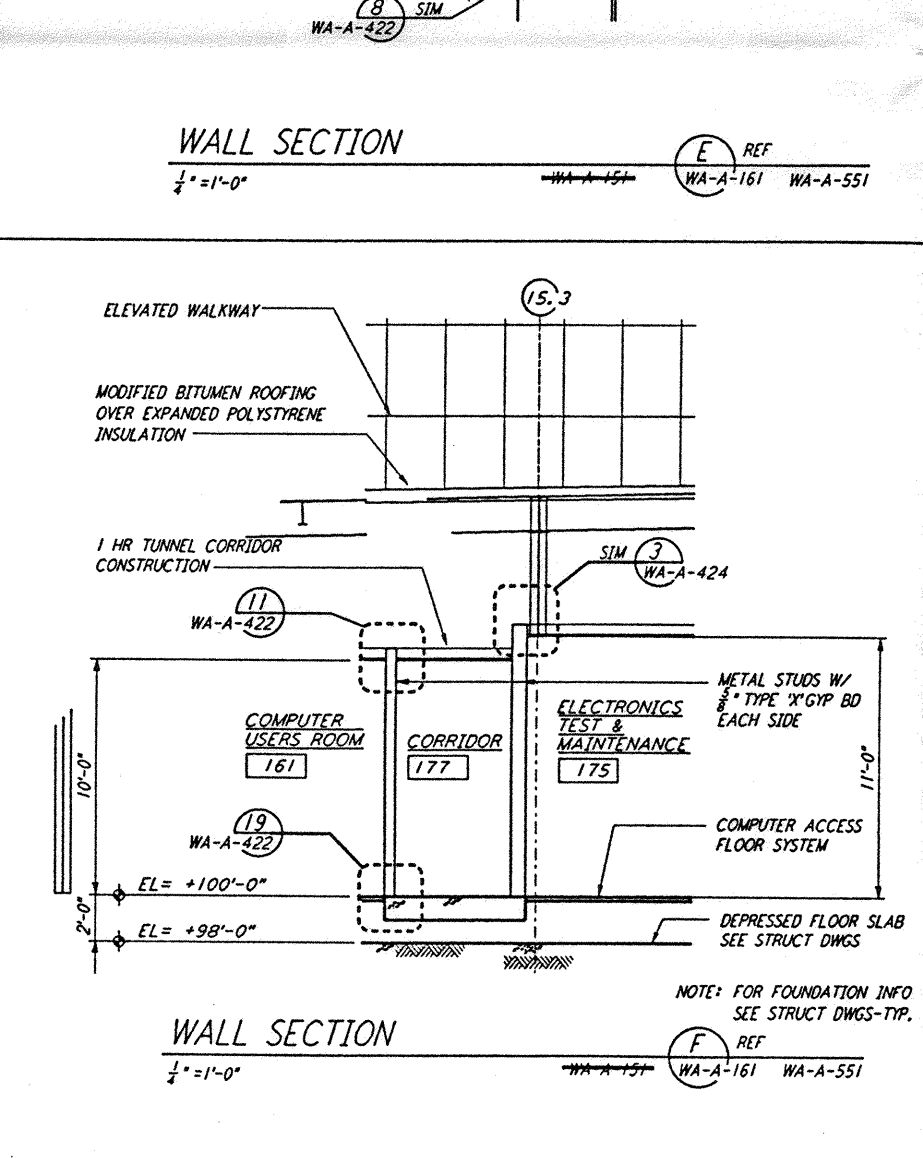 8 SIM
WA-A-422
WALL SECTION
1/4" =1'-0"
WA-A-151
E REF
WA-A-161 WA-A-551
15.3
ELEVATED WALKWAY
MODIFIED BITUMEN ROOFING
OVER EXPANDED POLYSTYRENE
INSULATION
1 HR TUNNEL CORRIDOR
CONSTRUCTION
SIM 3
WA-A-424
11
WA-A-422
METAL STUDS W/
5/8" TYPE 'X' GYP BD
EACH SIDE
COMPUTER
USERS ROOM
161
CORRIDOR
177
ELECTRONICS
TEST &
MAINTENANCE
175
10'-0"
11'-0"
19
WA-A-422
COMPUTER ACCESS
FLOOR SYSTEM
EL= +100'-0"
2'-0"
EL= +98'-0"
DEPRESSED FLOOR SLAB
SEE STRUCT DWGS
NOTE: FOR FOUNDATION INFO
SEE STRUCT DWGS-TYP.
WALL SECTION
1/4" =1'-0"
WA-A-151
F REF
WA-A-161 WA-A-551